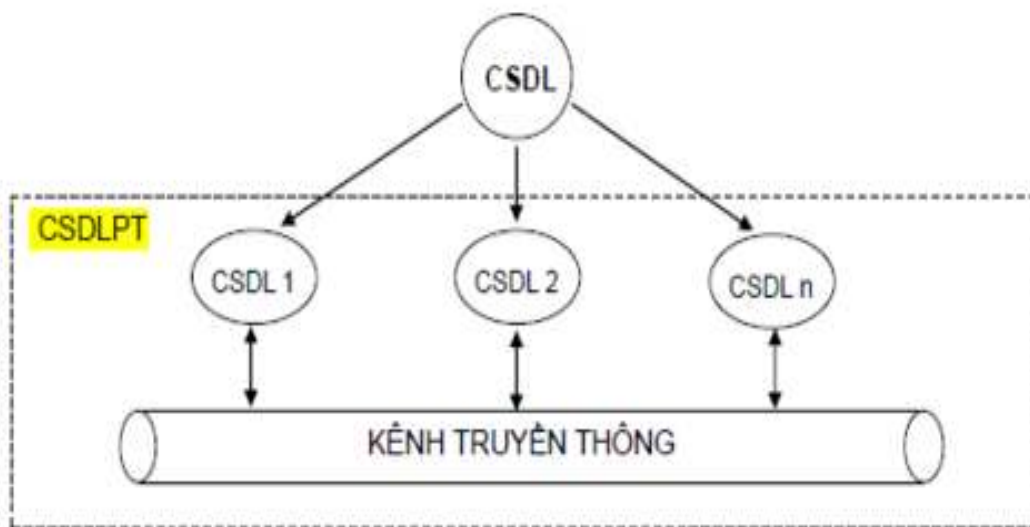 CSDL
CSDLPT
CSDL 1
CSDL 2
CSDL n
KÊNH TRUYỀN THÔNG